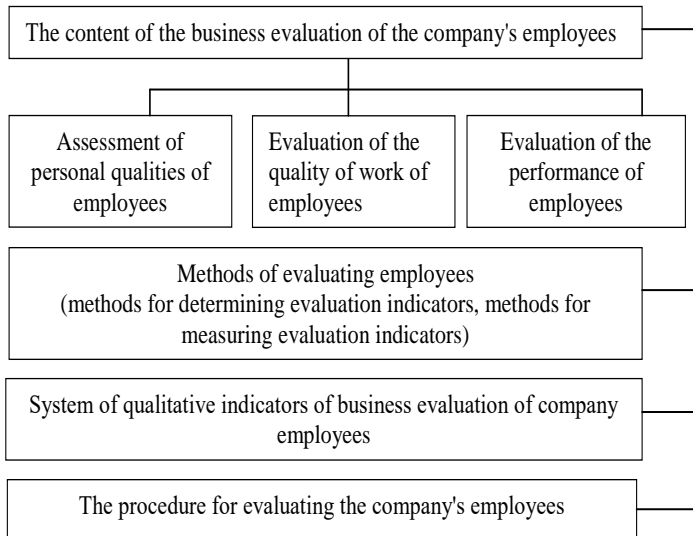 The content of the business evaluation of the company's employees
Assessment of
personal qualities of
employees
Evaluation of the
quality of work of
employees
Evaluation of the
performance of
employees
Methods of evaluating employees
(methods for determining evaluation indicators, methods for
measuring evaluation indicators)
System of qualitative indicators of business evaluation of company
employees
The procedure for evaluating the company's employees